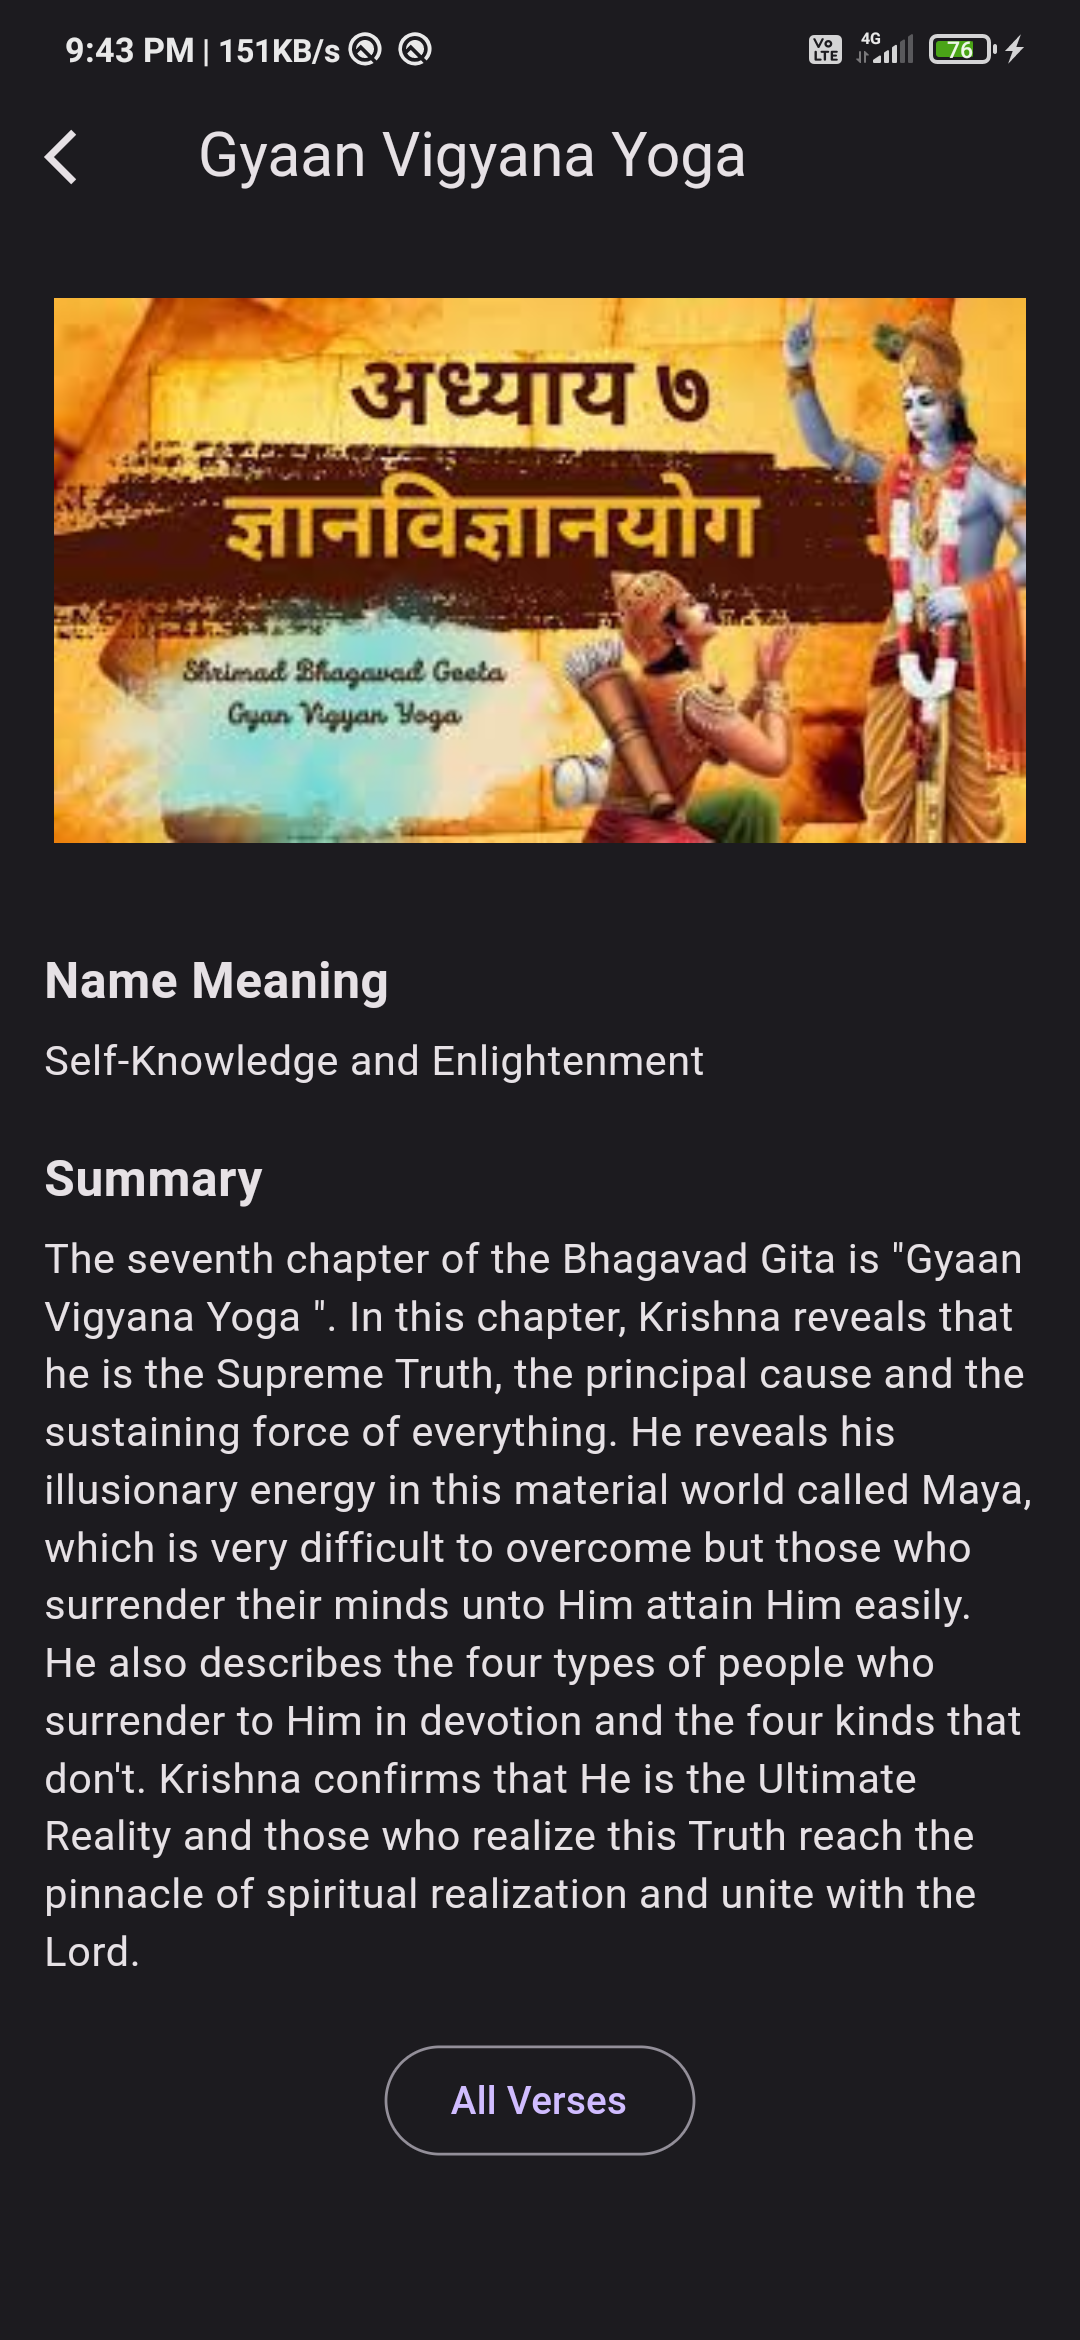 9:43 PM | 151KB/s
Vo LTE 4G 76
Gyaan Vigyana Yoga
अध्याय ७
ज्ञानविज्ञानयोग
Shrimad Bhagavad Geeta
Gyan Vigyan Yoga
Name Meaning
Self-Knowledge and Enlightenment
Summary
The seventh chapter of the Bhagavad Gita is "Gyaan
Vigyana Yoga ". In this chapter, Krishna reveals that
he is the Supreme Truth, the principal cause and the
sustaining force of everything. He reveals his
illusionary energy in this material world called Maya,
which is very difficult to overcome but those who
surrender their minds unto Him attain Him easily.
He also describes the four types of people who
surrender to Him in devotion and the four kinds that
don't. Krishna confirms that He is the Ultimate
Reality and those who realize this Truth reach the
pinnacle of spiritual realization and unite with the
Lord.
All Verses